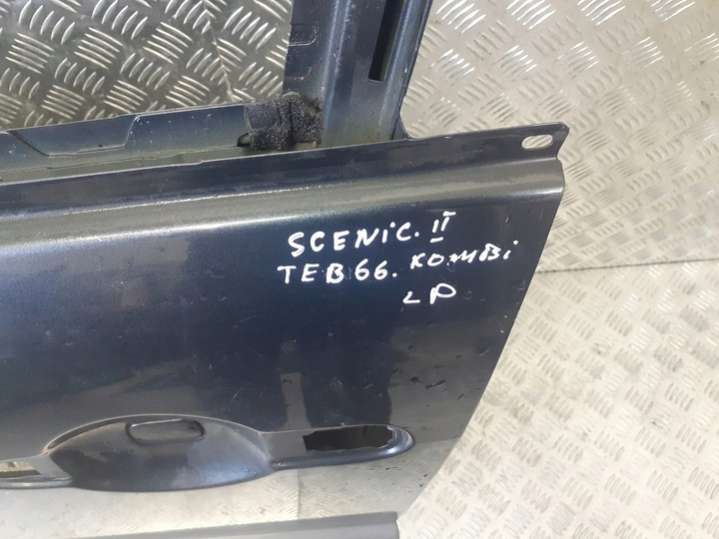 SCENIC. II
TEB66. KOMBI
LP